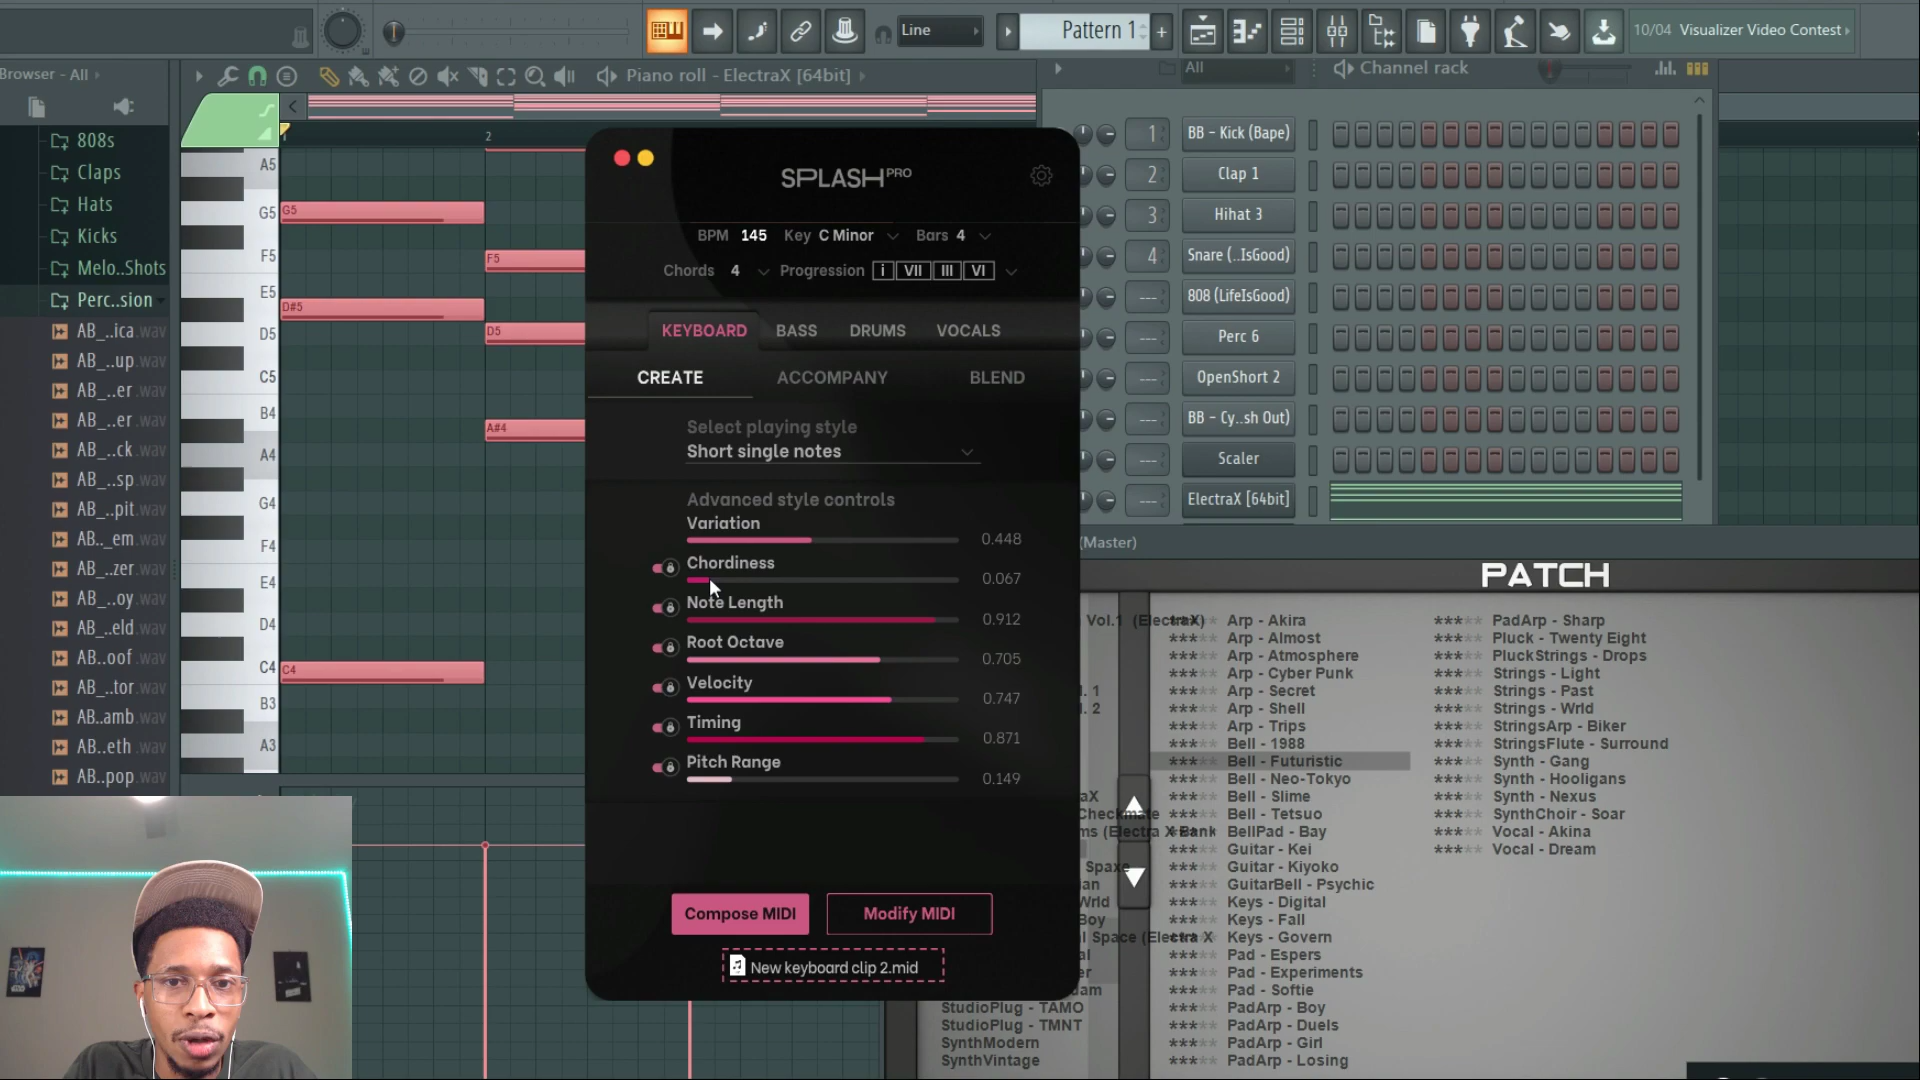 Line
Pattern 1
+
10/04 Visualizer Video Contest
Browser - All
Piano roll - ElectraX [64bit]
All
Channel rack
808s
Claps
Hats
Kicks
Melo..Shots
Perc..sion
AB_..ica.wav
AB_...up.wav
AB_...er.wav
AB_...er.wav
AB_..ck.wav
AB_..sp.wav
AB_..pit.wav
AB.._em.wav
AB_..zer.wav
AB_..oy.wav
AB_..eld.wav
AB..oof.wav
AB_..tor.wav
AB..amb.wav
AB..eth.wav
AB..pop.wav
2
A5
G5
F5
E5
D5
C5
B4
A4
G4
F4
E4
D4
C4
B3
A3
G5
F5
D#5
D5
A#4
C4
SPLASH PRO
BPM 145 Key C Minor Bars 4
Chords 4 Progression i VII III VI
KEYBOARD BASS DRUMS VOCALS
CREATE ACCOMPANY BLEND
Select playing style
Short single notes
Advanced style controls
Variation 0.448
Chordiness 0.067
Note Length 0.912
Root Octave 0.705
Velocity 0.747
Timing 0.871
Pitch Range 0.149
Compose MIDI Modify MIDI
New keyboard clip 2.mid
1 BB - Kick (Bape)
2 Clap 1
3 Hihat 3
4 Snare (..IsGood)
--- 808 (LifeIsGood)
--- Perc 6
--- OpenShort 2
--- BB - Cy..sh Out)
--- Scaler
--- ElectraX [64bit]
(Master)
PATCH
Arp - Akira
Arp - Almost
Arp - Atmosphere
Arp - Cyber Punk
Arp - Secret
Arp - Shell
Arp - Trips
Bell - 1988
Bell - Futuristic
Bell - Neo-Tokyo
Bell - Slime
Bell - Tetsuo
BellPad - Bay
Guitar - Kei
Guitar - Kiyoko
GuitarBell - Psychic
Keys - Digital
Keys - Fall
Keys - Govern
Pad - Espers
Pad - Experiments
Pad - Softie
PadArp - Boy
PadArp - Duels
PadArp - Girl
PadArp - Losing
PadArp - Sharp
Pluck - Twenty Eight
PluckStrings - Drops
Strings - Light
Strings - Past
Strings - Wrld
StringsArp - Biker
StringsFlute - Surround
Synth - Gang
Synth - Hooligans
Synth - Nexus
SynthChoir - Soar
Vocal - Akina
Vocal - Dream
StudioPlug - TAMO
StudioPlug - TMNT
SynthModern
SynthVintage